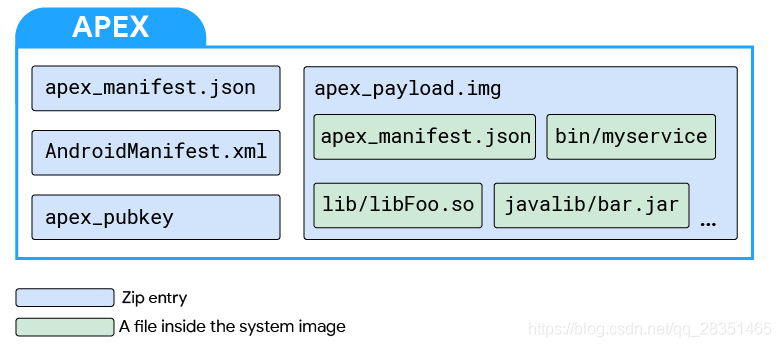 APEX
apex_manifest.json
AndroidManifest.xml
apex_pubkey
apex_payload.img
apex_manifest.json
bin/myservice
lib/libFoo.so
javalib/bar.jar
...
Zip entry
A file inside the system image
https://blog.csdn.net/qq_28351465